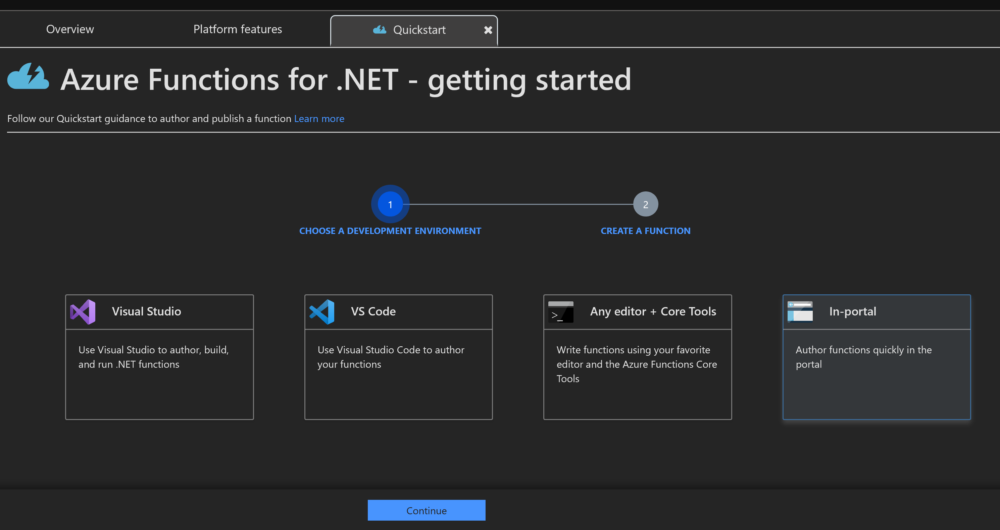 Overview
Platform features
Quickstart
Azure Functions for .NET - getting started
Follow our Quickstart guidance to author and publish a function Learn more
1
2
CHOOSE A DEVELOPMENT ENVIRONMENT
CREATE A FUNCTION
Visual Studio
Use Visual Studio to author, build,
and run .NET functions
VS Code
Use Visual Studio Code to author
your functions
>_
Any editor + Core Tools
Write functions using your favorite
editor and the Azure Functions Core
Tools
In-portal
Author functions quickly in the
portal
Continue